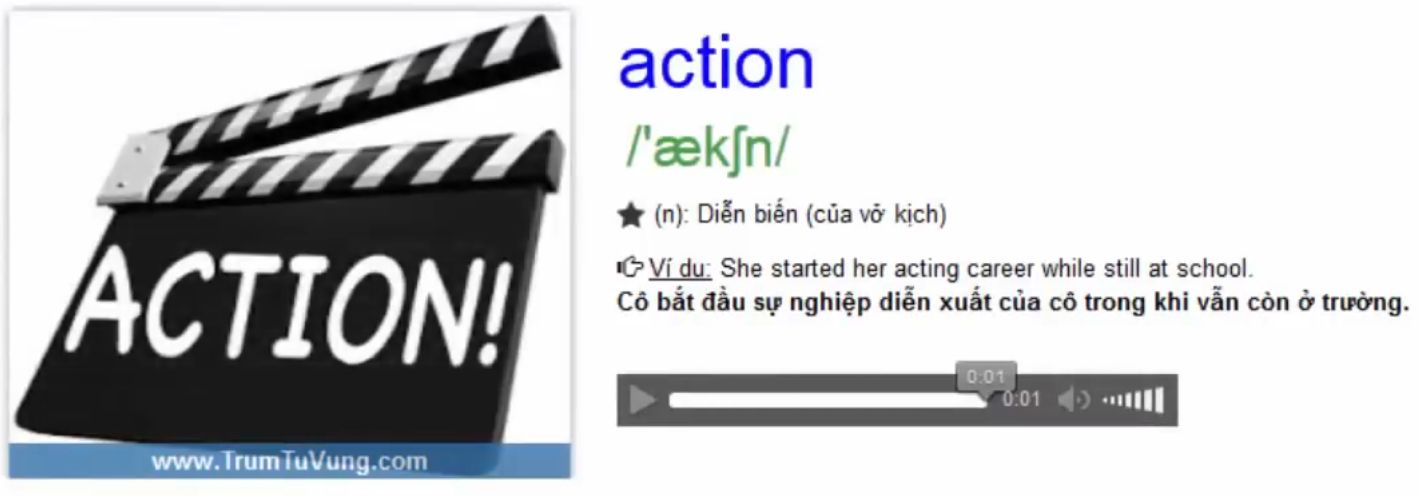 ACTION!
www.TrumTuVung.com
action
/'ækʃn/
(n): Diễn biến (của vở kịch)
Ví dụ: She started her acting career while still at school.
Cô bắt đầu sự nghiệp diễn xuất của cô trong khi vẫn còn ở trường.
0:01
0:01